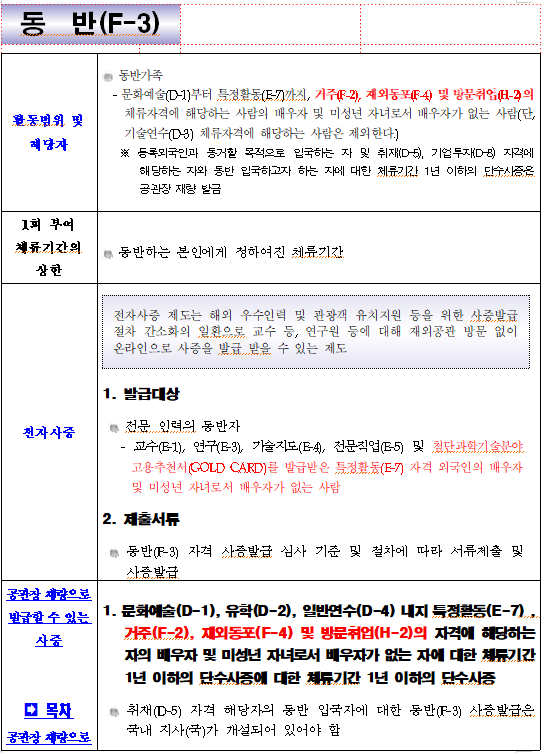 동 반(F-3)
활동범위 및
해당자
동반가족
- 문화예술(D-1)부터 특정활동(E-7)까지, 거주(F-2), 재외동포(F-4) 및 방문취업(H-2)의
체류자격에 해당하는 사람의 배우자 및 미성년 자녀로서 배우자가 없는 사람(단,
기술연수(D-3) 체류자격에 해당하는 사람은 제외한다.)
※ 등록외국인과 동거할 목적으로 입국하는 자 및 취재(D-5), 기업투자(D-8) 자격에
해당하는 자와 동반 입국하고자 하는 자에 대한 체류기간 1년 이하의 단수사증은
공관장 재량 발급
1회 부여
체류기간의
상한
동반하는 본인에게 정하여진 체류기간
전자사증
전자사증 제도는 해외 우수인력 및 관광객 유치지원 등을 위한 사증발급
절차 간소화의 일환으로 교수 등, 연구원 등에 대해 재외공관 방문 없이
온라인으로 사증을 발급 받을 수 있는 제도
1. 발급대상
전문 인력의 동반자
- 교수(E-1), 연구(E-3), 기술지도(E-4), 전문직업(E-5) 및 첨단과학기술분야
고용추천서(GOLD CARD)를 발급받은 특정활동(E-7) 자격 외국인의 배우자
및 미성년 자녀로서 배우자가 없는 사람
2. 제출서류
동반(F-3) 자격 사증발급 심사 기준 및 절차에 따라 서류제출 및
사증발급
공관장 재량으로
발급할 수 있는
사증
목차
공관장 재량으로
1. 문화예술(D-1), 유학(D-2), 일반연수(D-4) 내지 특정활동(E-7) ,
거주(F-2), 재외동포(F-4) 및 방문취업(H-2)의 자격에 해당하는
자의 배우자 및 미성년 자녀로서 배우자가 없는 자에 대한 체류기간
1년 이하의 단수사증에 대한 체류기간 1년 이하의 단수사증
취재(D-5) 자격 해당자의 동반 입국자에 대한 동반(F-3) 사증발급은
국내 지사(국)가 개설되어 있어야 함